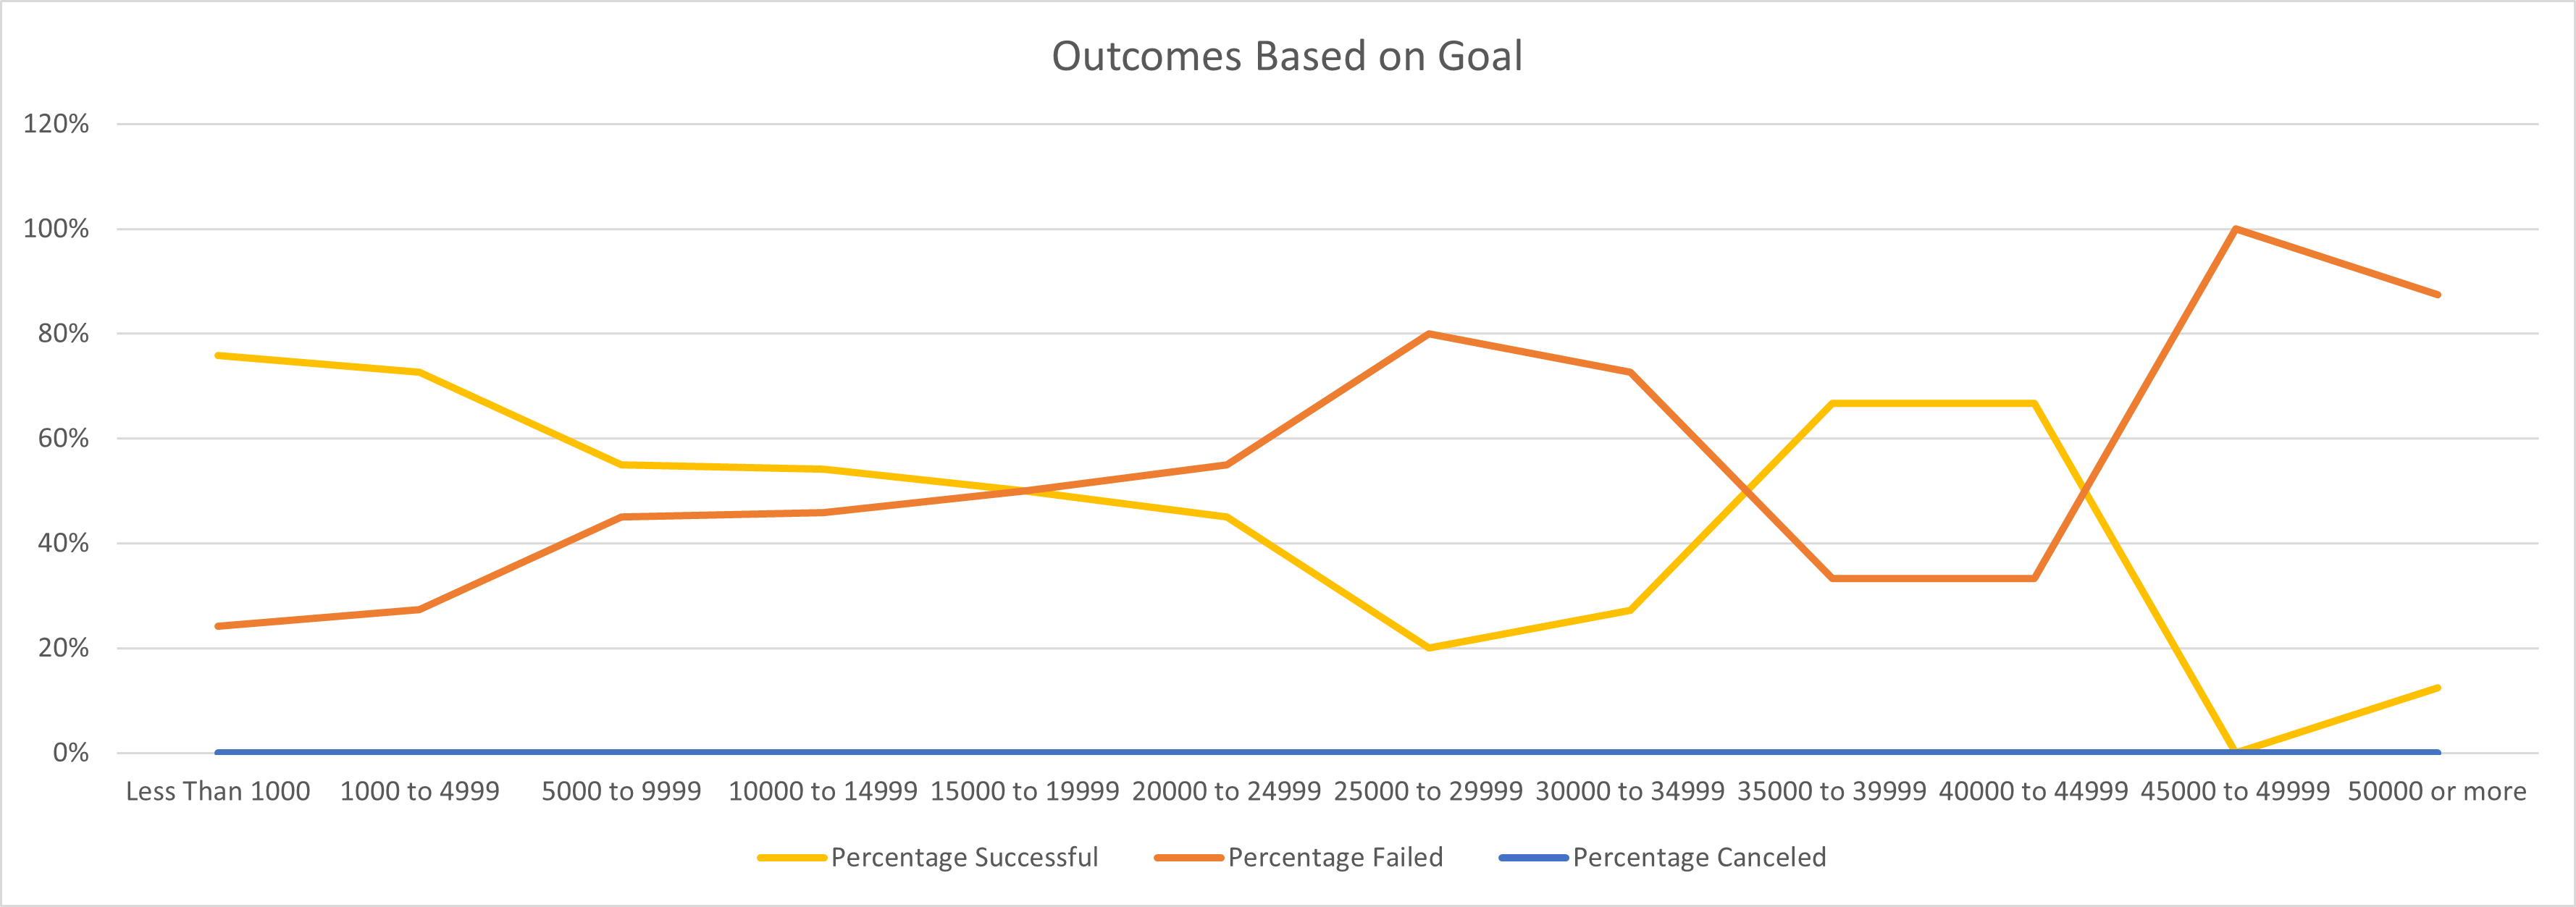 Outcomes Based on Goal
120%
100%
80%
60%
40%
20%
0%
Less Than 1000 1000 to 4999 5000 to 9999 10000 to 14999 15000 to 19999 20000 to 24999 25000 to 29999 30000 to 34999 35000 to 39999 40000 to 44999 45000 to 49999 50000 or more
Percentage Successful Percentage Failed Percentage Canceled